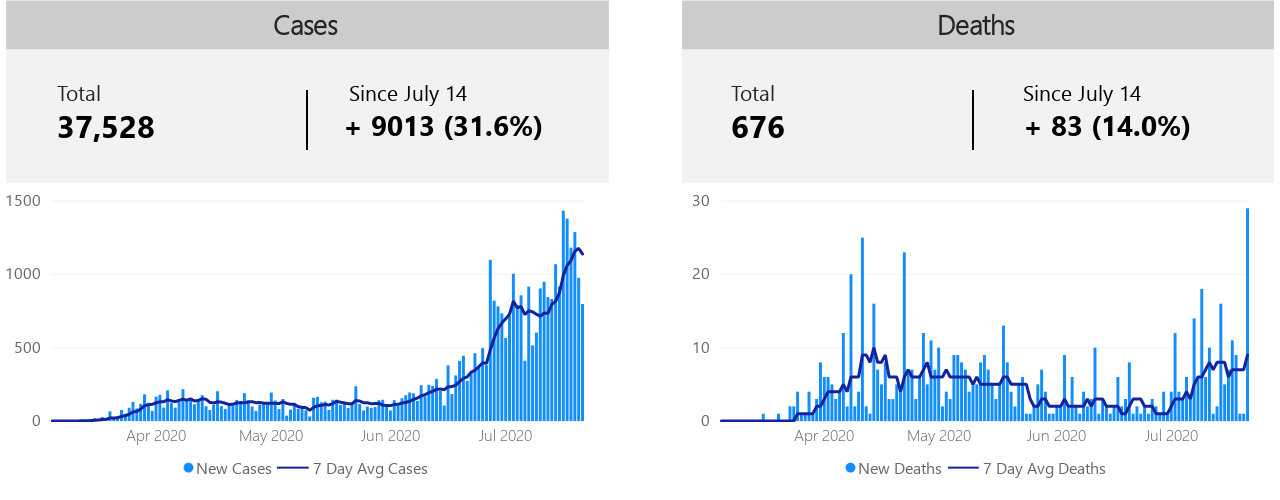 Cases
Total
37,528
Since July 14
+ 9013 (31.6%)
1500
1000
500
0
Apr 2020
May 2020
Jun 2020
Jul 2020
New Cases
7 Day Avg Cases
Deaths
Total
676
Since July 14
+ 83 (14.0%)
30
20
10
0
Apr 2020
May 2020
Jun 2020
Jul 2020
New Deaths
7 Day Avg Deaths